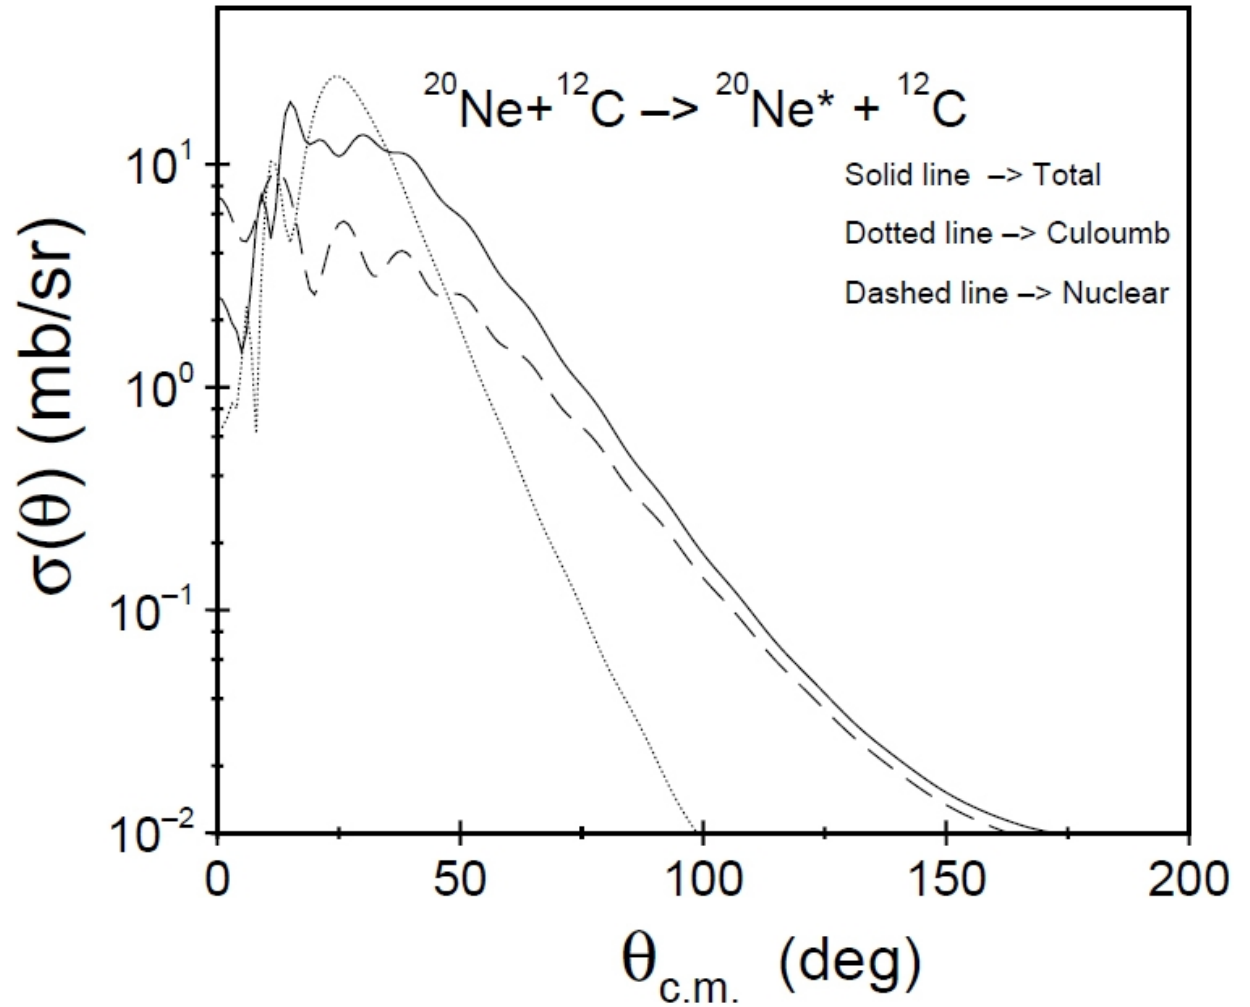 ²⁰Ne+¹²C –> ²⁰Ne* + ¹²C
Solid line –> Total
Dotted line –> Culoumb
Dashed line –> Nuclear
σ(θ) (mb/sr)
10¹
10⁰
10⁻¹
10⁻²
0 50 100 150 200
θc.m. (deg)